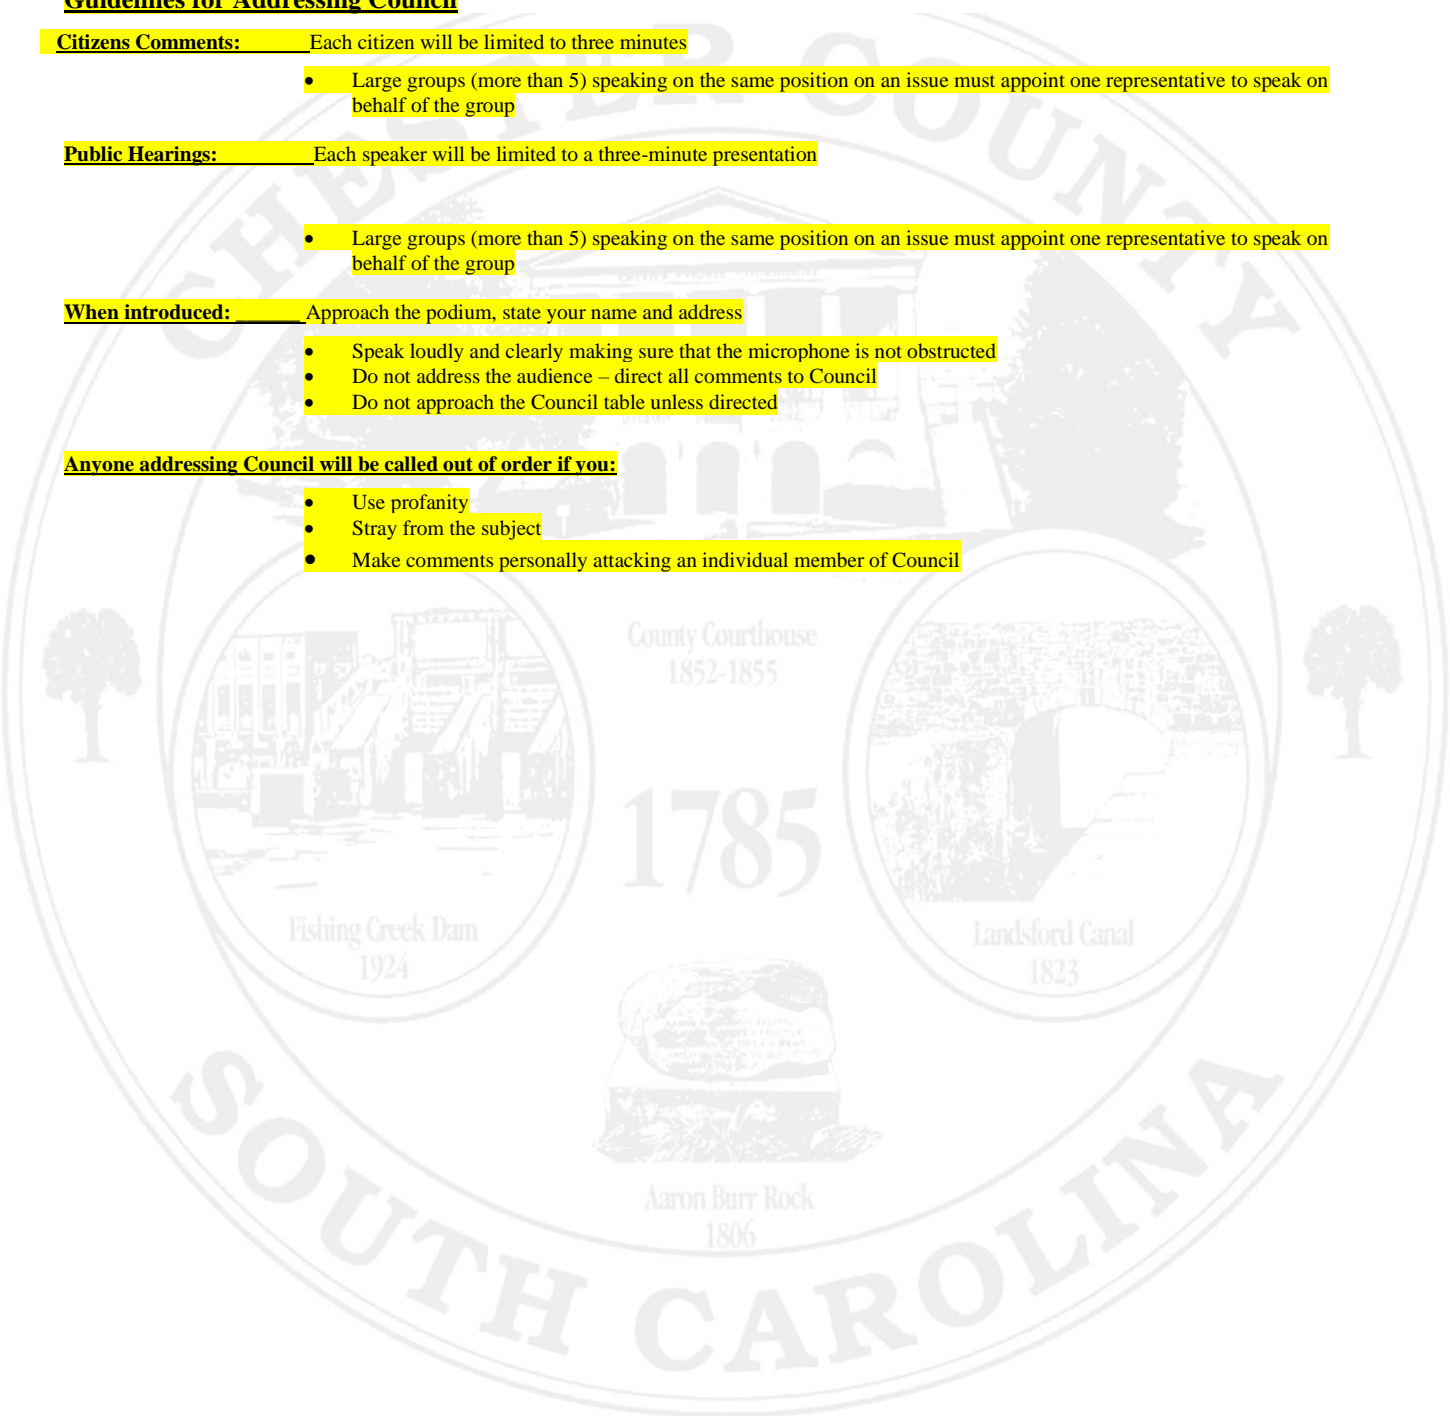 Guidelines for Addressing Council
Citizens Comments: Each citizen will be limited to three minutes
• Large groups (more than 5) speaking on the same position on an issue must appoint one representative to speak on
behalf of the group
Public Hearings: Each speaker will be limited to a three-minute presentation
• Large groups (more than 5) speaking on the same position on an issue must appoint one representative to speak on
behalf of the group
When introduced: ______ Approach the podium, state your name and address
• Speak loudly and clearly making sure that the microphone is not obstructed
• Do not address the audience – direct all comments to Council
• Do not approach the Council table unless directed
Anyone addressing Council will be called out of order if you:
• Use profanity
• Stray from the subject
• Make comments personally attacking an individual member of Council
CHESTER COUNTY
County Courthouse
1852-1855
1785
Fishing Creek Dam
1924
Landsford Canal
1823
Aaron Burr Rock
1806
SOUTH CAROLINA